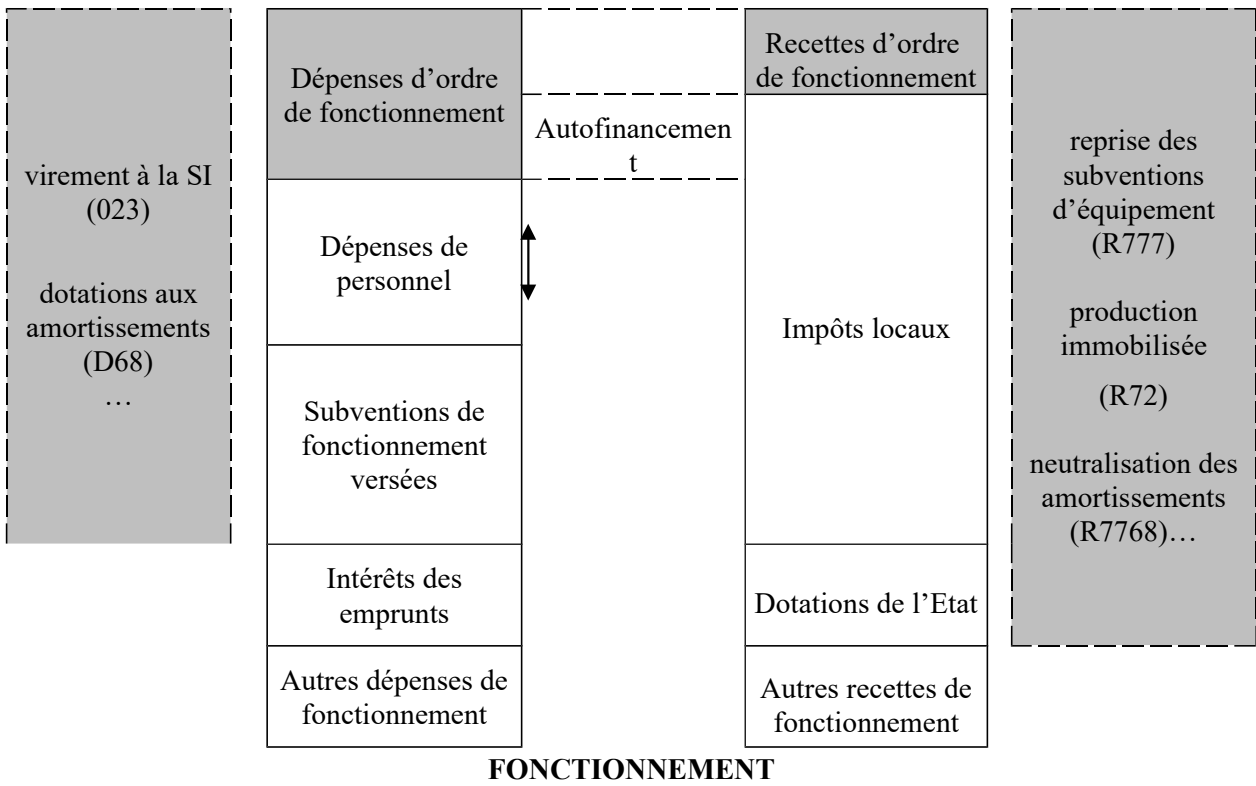 virement à la SI
(023)
dotations aux
amortissements
(D68)
…
Dépenses d’ordre
de fonctionnement
Dépenses de
personnel
Subventions de
fonctionnement
versées
Intérêts des
emprunts
Autres dépenses de
fonctionnement
Autofinancemen
t
Recettes d’ordre
de fonctionnement
Impôts locaux
Dotations de l’Etat
Autres recettes de
fonctionnement
reprise des
subventions
d’équipement
(R777)
production
immobilisée
(R72)
neutralisation des
amortissements
(R7768)…
FONCTIONNEMENT